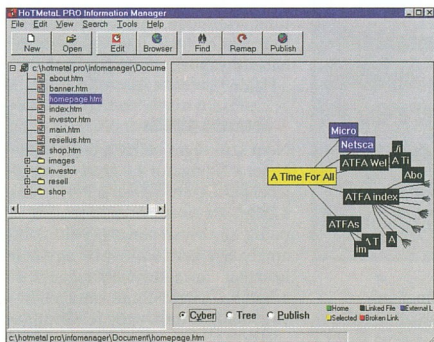 HoTMetaL PRO Information Manager
File Edit View Search Tools Help
New Open Edit Browser Find Remap Publish
c:\hotmetal pro\infomanager\Docume
about.htm
banner.htm
homepage.htm
index.htm
investor.htm
main.htm
resellus.htm
shop.htm
images
investor
resell
shop
Micro
Netsca
ATFA Wel
A Ti
A Time For All
Abo
ATFA index
ATFAs
A T
A
im
Cyber Tree Publish
Home Linked File External L
Selected Broken Link
c:\hotmetal pro\infomanager\Document\homepage.htm